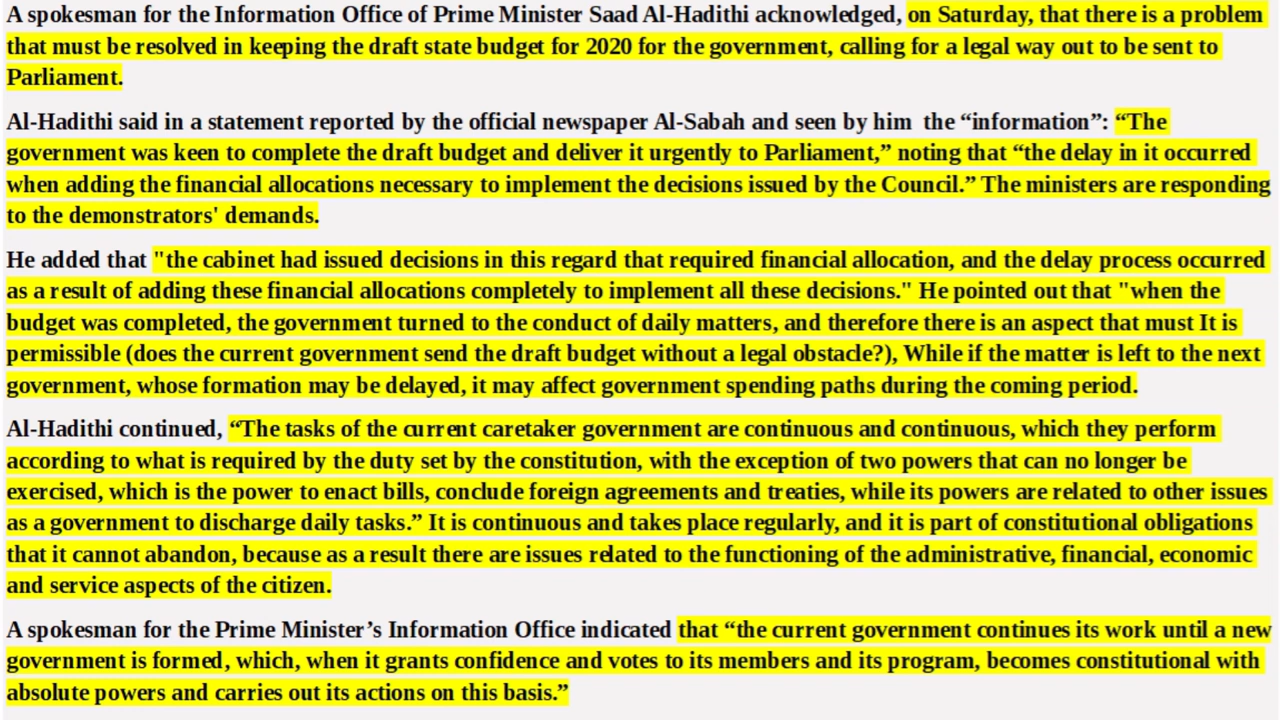 A spokesman for the Information Office of Prime Minister Saad Al-Hadithi acknowledged, on Saturday, that there is a problem
that must be resolved in keeping the draft state budget for 2020 for the government, calling for a legal way out to be sent to
Parliament.
Al-Hadithi said in a statement reported by the official newspaper Al-Sabah and seen by him  the “information”: “The
government was keen to complete the draft budget and deliver it urgently to Parliament,” noting that “the delay in it occurred
when adding the financial allocations necessary to implement the decisions issued by the Council.” The ministers are responding
to the demonstrators' demands.
He added that "the cabinet had issued decisions in this regard that required financial allocation, and the delay process occurred
as a result of adding these financial allocations completely to implement all these decisions." He pointed out that "when the
budget was completed, the government turned to the conduct of daily matters, and therefore there is an aspect that must It is
permissible (does the current government send the draft budget without a legal obstacle?), While if the matter is left to the next
government, whose formation may be delayed, it may affect government spending paths during the coming period.
Al-Hadithi continued, “The tasks of the current caretaker government are continuous and continuous, which they perform
according to what is required by the duty set by the constitution, with the exception of two powers that can no longer be
exercised, which is the power to enact bills, conclude foreign agreements and treaties, while its powers are related to other issues
as a government to discharge daily tasks.” It is continuous and takes place regularly, and it is part of constitutional obligations
that it cannot abandon, because as a result there are issues related to the functioning of the administrative, financial, economic
and service aspects of the citizen.
A spokesman for the Prime Minister’s Information Office indicated that “the current government continues its work until a new
government is formed, which, when it grants confidence and votes to its members and its program, becomes constitutional with
absolute powers and carries out its actions on this basis.”